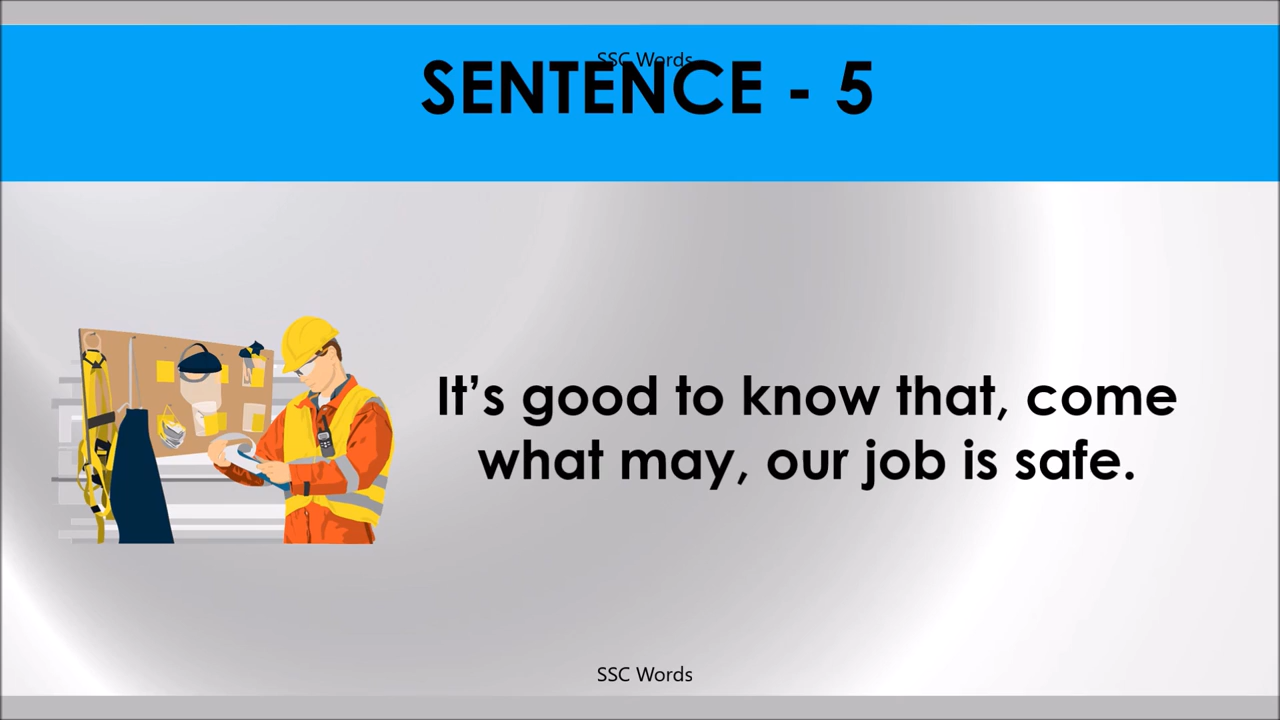 SSC Words
SENTENCE - 5
It’s good to know that, come
what may, our job is safe.
SSC Words